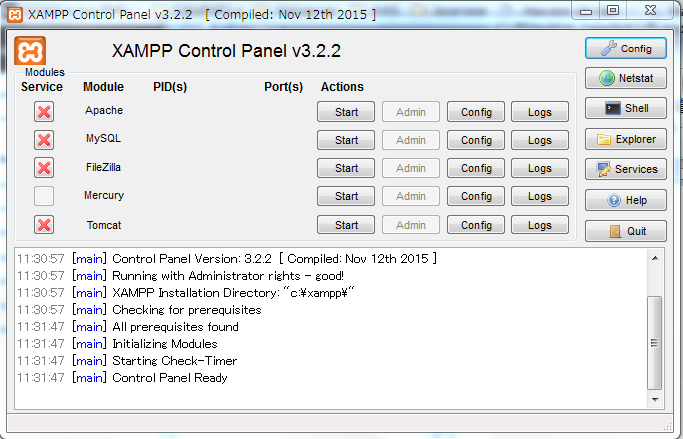 XAMPP Control Panel v3.2.2 [ Compiled: Nov 12th 2015 ]
XAMPP Control Panel v3.2.2
Config
Modules
Service Module PID(s) Port(s) Actions
Netstat
Apache Start Admin Config Logs
Shell
MySQL Start Admin Config Logs
Explorer
FileZilla Start Admin Config Logs
Services
Mercury Start Admin Config Logs
Help
Tomcat Start Admin Config Logs
Quit
11:30:57 [main] Control Panel Version: 3.2.2 [ Compiled: Nov 12th 2015 ]
11:30:57 [main] Running with Administrator rights - good!
11:30:57 [main] XAMPP Installation Directory: "c:¥xampp¥"
11:30:57 [main] Checking for prerequisites
11:31:47 [main] All prerequisites found
11:31:47 [main] Initializing Modules
11:31:47 [main] Starting Check-Timer
11:31:47 [main] Control Panel Ready